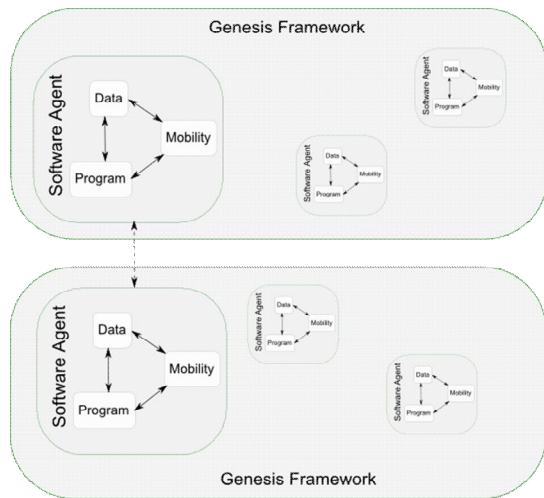 Genesis Framework
Software Agent
Data
Mobility
Program
Software Agent
Data
Mobility
Program
Software Agent
Data
Mobility
Program
Software Agent
Data
Mobility
Program
Software Agent
Data
Mobility
Program
Software Agent
Data
Mobility
Program
Genesis Framework